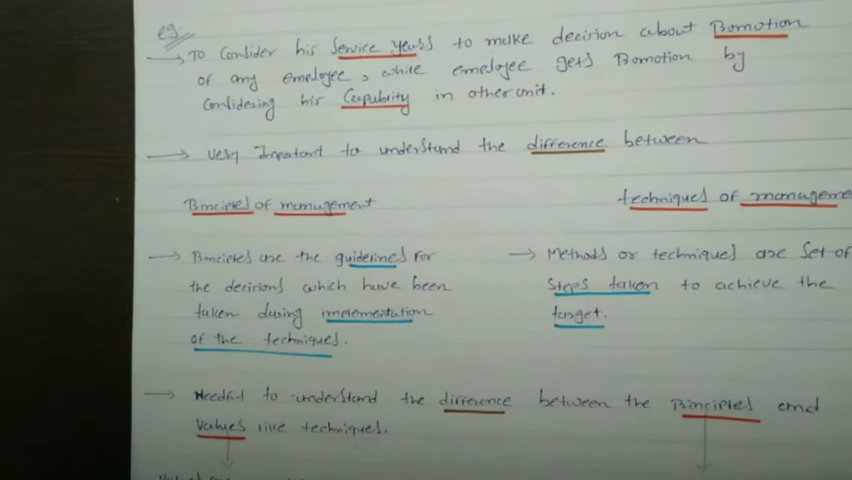 eg
→ To consider his service years to make decision about Promotion
of any employee, while employee gets Promotion by
considering his Capability in other unit.
→ Very Important to understand the difference between
Principles of management
techniques of manageme
→ Principles are the guidelines for
the decisions which have been
taken during implementation
of the techniques.
→ Methods or techniques are set of
steps taken to achieve the
target.
→ Needful to understand the difference between the Principles and
values like techniques.